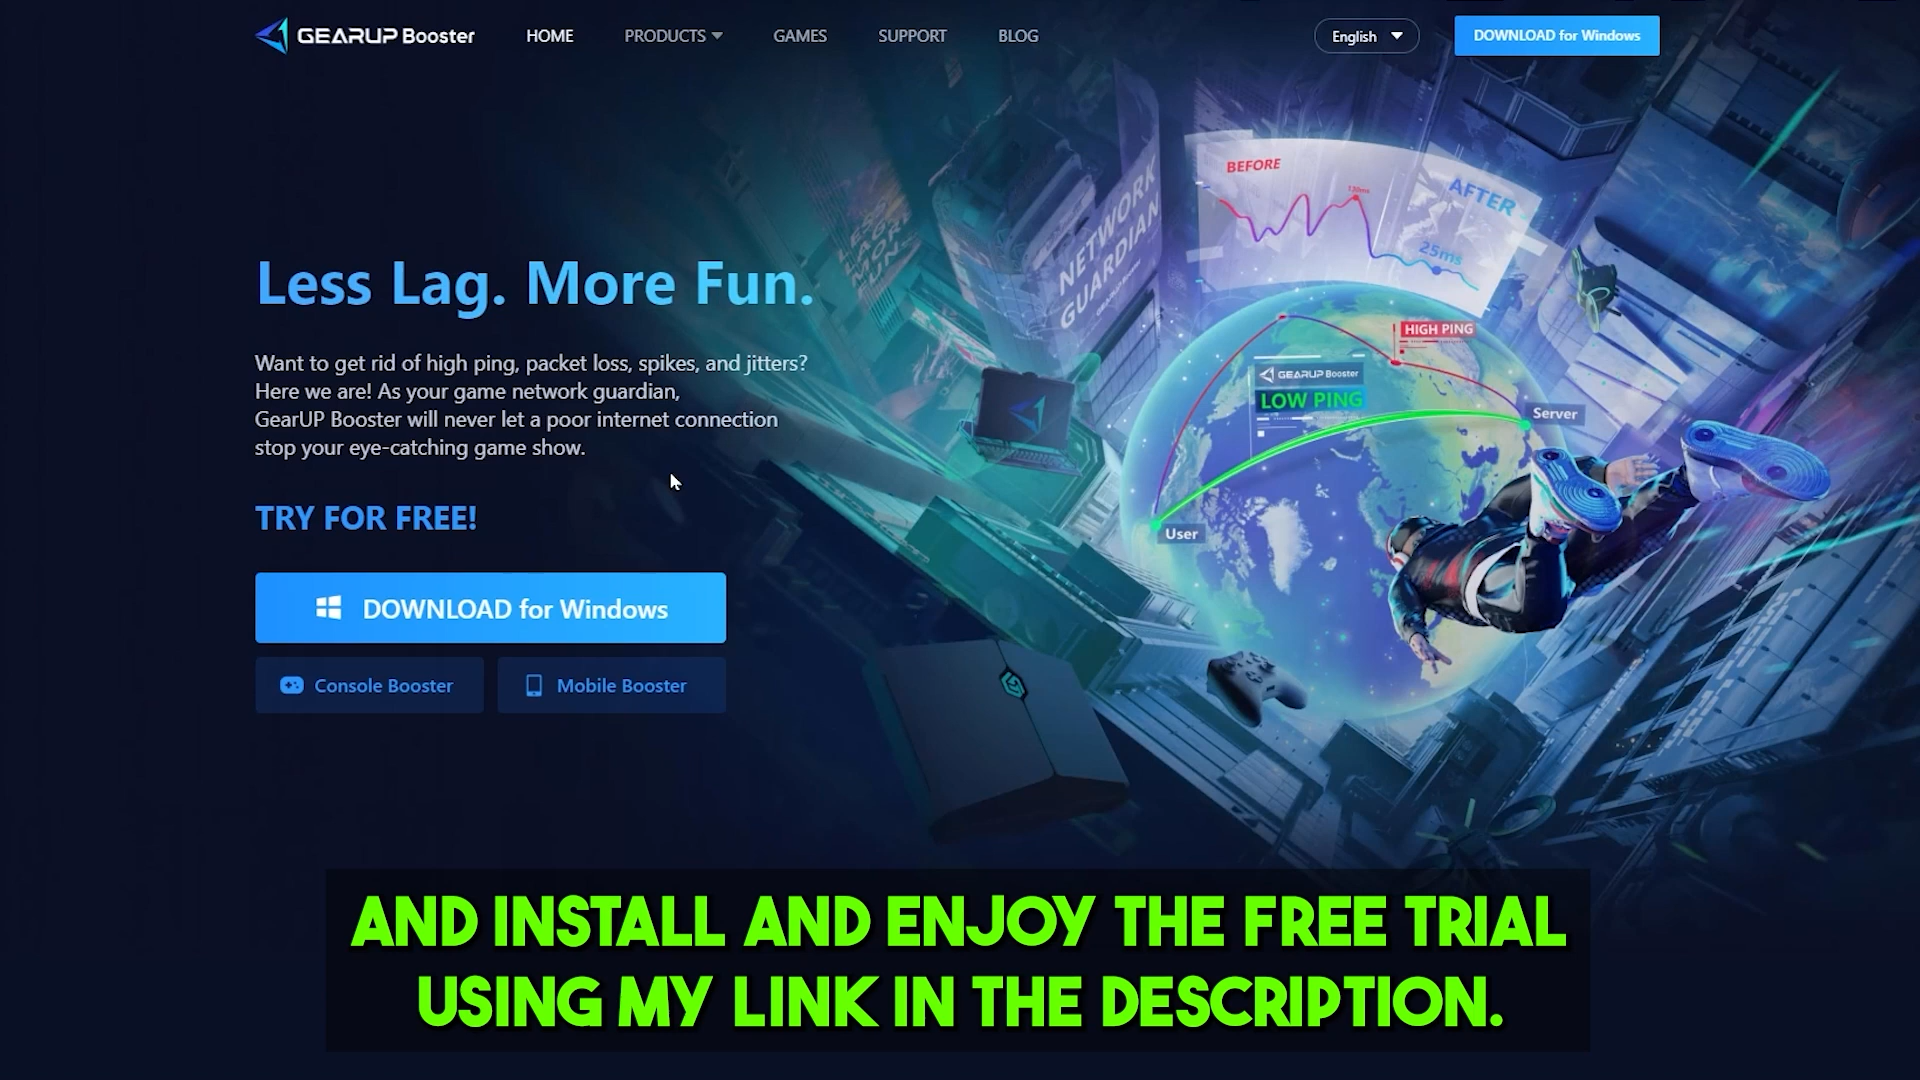 GEARUP Booster
HOME
PRODUCTS
GAMES
SUPPORT
BLOG
English
DOWNLOAD for Windows
BEFORE
130ms
AFTER
25ms
NETWORK
GUARDIAN
Less Lag. More Fun.
HIGH PING
GEARUP Booster
LOW PING
Server
User
Want to get rid of high ping, packet loss, spikes, and jitters?
Here we are! As your game network guardian,
GearUP Booster will never let a poor internet connection
stop your eye-catching game show.
TRY FOR FREE!
DOWNLOAD for Windows
Console Booster
Mobile Booster
AND INSTALL AND ENJOY THE FREE TRIAL
USING MY LINK IN THE DESCRIPTION.